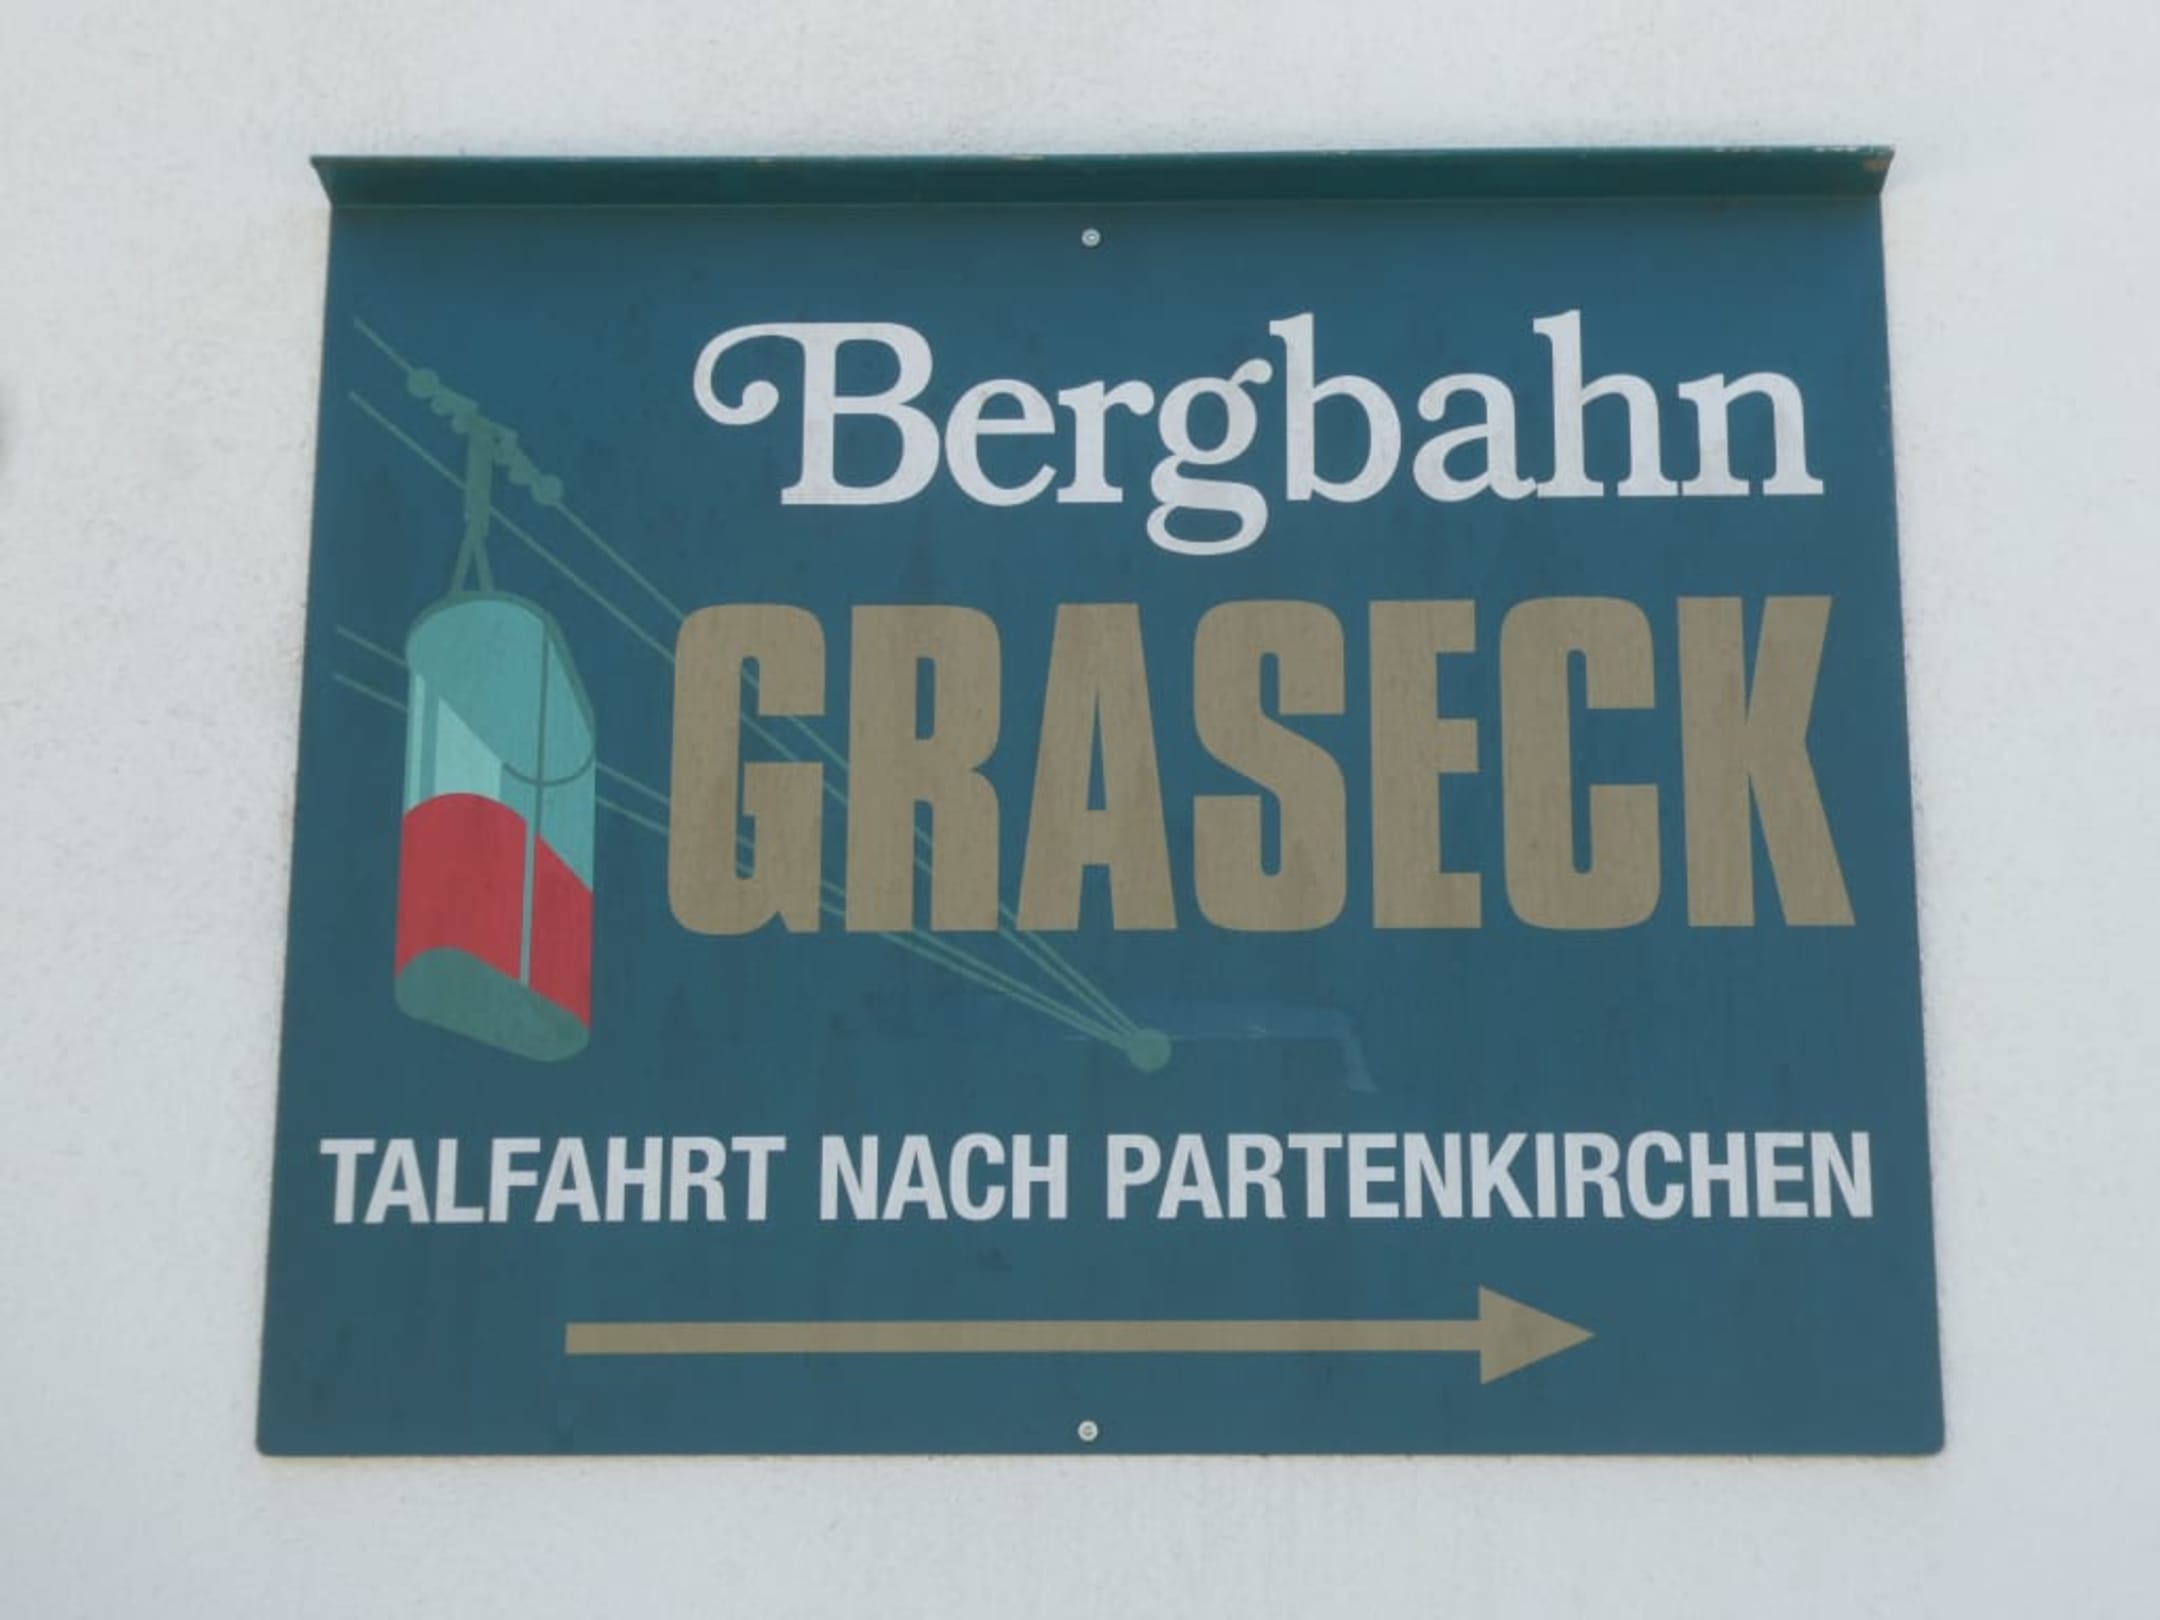 Bergbahn
GRASECK
TALFAHRT NACH PARTENKIRCHEN